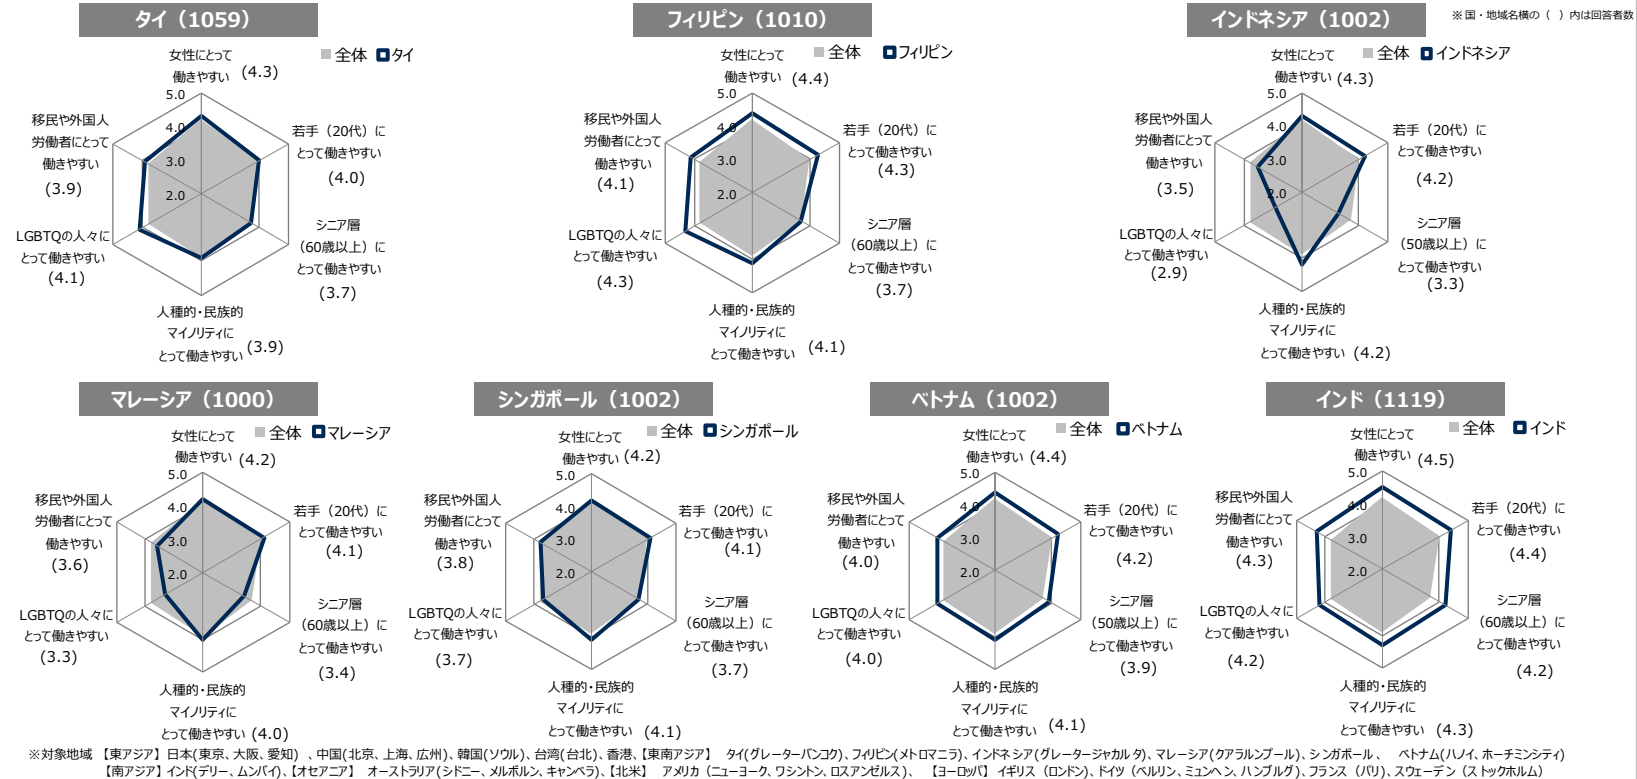 ※国・地域名横の（　）内は回答者数
タイ（1059）
全体 タイ
女性にとって
働きやすい (4.3)
若手（20代）に
とって働きやすい
(4.0)
シニア層
（60歳以上）に
とって働きやすい
(3.7)
人種的・民族的
マイノリティに
とって働きやすい (3.9)
LGBTQの人々に
とって働きやすい
(4.1)
移民や外国人
労働者にとって
働きやすい
(3.9)
5.0
4.0
3.0
2.0
フィリピン（1010）
全体 フィリピン
女性にとって
働きやすい
(4.4)
若手（20代）に
とって働きやすい
(4.3)
シニア層
（60歳以上）に
とって働きやすい
(3.7)
人種的・民族的
マイノリティに
とって働きやすい (4.1)
LGBTQの人々に
とって働きやすい
(4.3)
移民や外国人
労働者にとって
働きやすい
(4.1)
5.0
4.0
3.0
2.0
インドネシア（1002）
全体 インドネシア
女性にとって
働きやすい (4.3)
若手（20代）に
とって働きやすい
(4.2)
シニア層
（50歳以上）に
とって働きやすい
(3.3)
人種的・民族的
マイノリティに
とって働きやすい (4.2)
LGBTQの人々に
とって働きやすい
(2.9)
移民や外国人
労働者にとって
働きやすい
(3.5)
5.0
4.0
3.0
2.0
マレーシア（1000）
全体 マレーシア
女性にとって
働きやすい (4.2)
若手（20代）に
とって働きやすい
(4.1)
シニア層
（60歳以上）に
とって働きやすい
(3.4)
人種的・民族的
マイノリティに
とって働きやすい (4.0)
LGBTQの人々に
とって働きやすい
(3.3)
移民や外国人
労働者にとって
働きやすい
(3.6)
5.0
4.0
3.0
2.0
シンガポール（1002）
全体 シンガポール
女性にとって
働きやすい (4.2)
若手（20代）に
とって働きやすい
(4.1)
シニア層
（60歳以上）に
とって働きやすい
(3.7)
人種的・民族的
マイノリティに
とって働きやすい (4.1)
LGBTQの人々に
とって働きやすい
(3.7)
移民や外国人
労働者にとって
働きやすい
(3.8)
5.0
4.0
3.0
2.0
ベトナム（1002）
全体 ベトナム
女性にとって
働きやすい (4.4)
若手（20代）に
とって働きやすい
(4.2)
シニア層
（50歳以上）に
とって働きやすい
(3.9)
人種的・民族的
マイノリティに
とって働きやすい (4.1)
LGBTQの人々に
とって働きやすい
(4.0)
移民や外国人
労働者にとって
働きやすい
(4.0)
5.0
4.0
3.0
2.0
インド（1119）
全体 インド
女性にとって
働きやすい (4.5)
若手（20代）に
とって働きやすい
(4.4)
シニア層
（60歳以上）に
とって働きやすい
(4.2)
人種的・民族的
マイノリティに
とって働きやすい (4.3)
LGBTQの人々に
とって働きやすい
(4.2)
移民や外国人
労働者にとって
働きやすい
(4.3)
5.0
4.0
3.0
2.0
※対象地域 【東アジア】 日本(東京、大阪、愛知) 、中国(北京、上海、広州)、韓国(ソウル)、台湾(台北)、香港、【東南アジア】 タイ(グレーターバンコク)、フィリピン(メトロマニラ)、インドネシア(グレータージャカルタ)、マレーシア(クアラルンプール)、シンガポール、 ベトナム(ハノイ、ホーチミンシティ)
【南アジア】 インド(デリー、ムンバイ)、【オセアニア】 オーストラリア(シドニー、メルボルン、キャンベラ)、【北米】 アメリカ（ニューヨーク、ワシントン、ロスアンゼルス）、 【ヨーロッパ】 イギリス（ロンドン）、ドイツ（ベルリン、ミュンヘン、ハンブルグ）、フランス（パリ）、スウェーデン（ストックホルム）